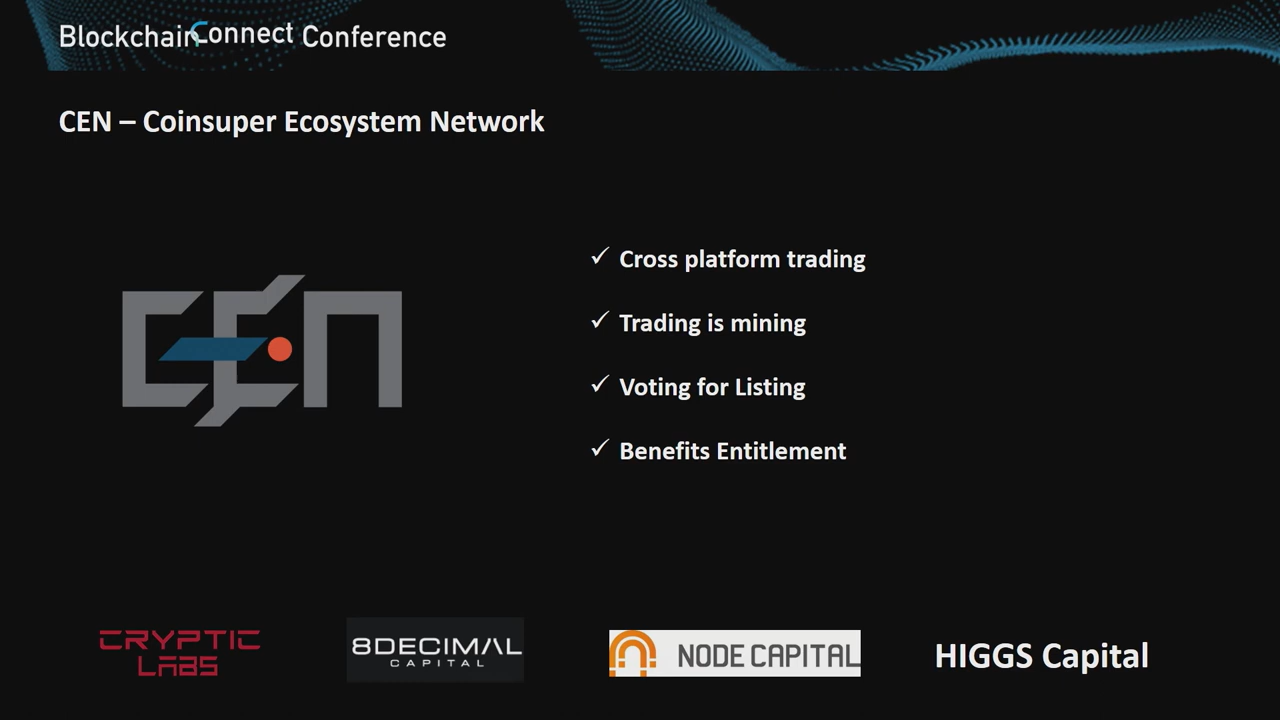 BlockchainConnect Conference
CEN – Coinsuper Ecosystem Network
CEN
✓ Cross platform trading
✓ Trading is mining
✓ Voting for Listing
✓ Benefits Entitlement
CRYPTIC
LABS
8DECIMAL
CAPITAL
NODE CAPITAL
HIGGS Capital